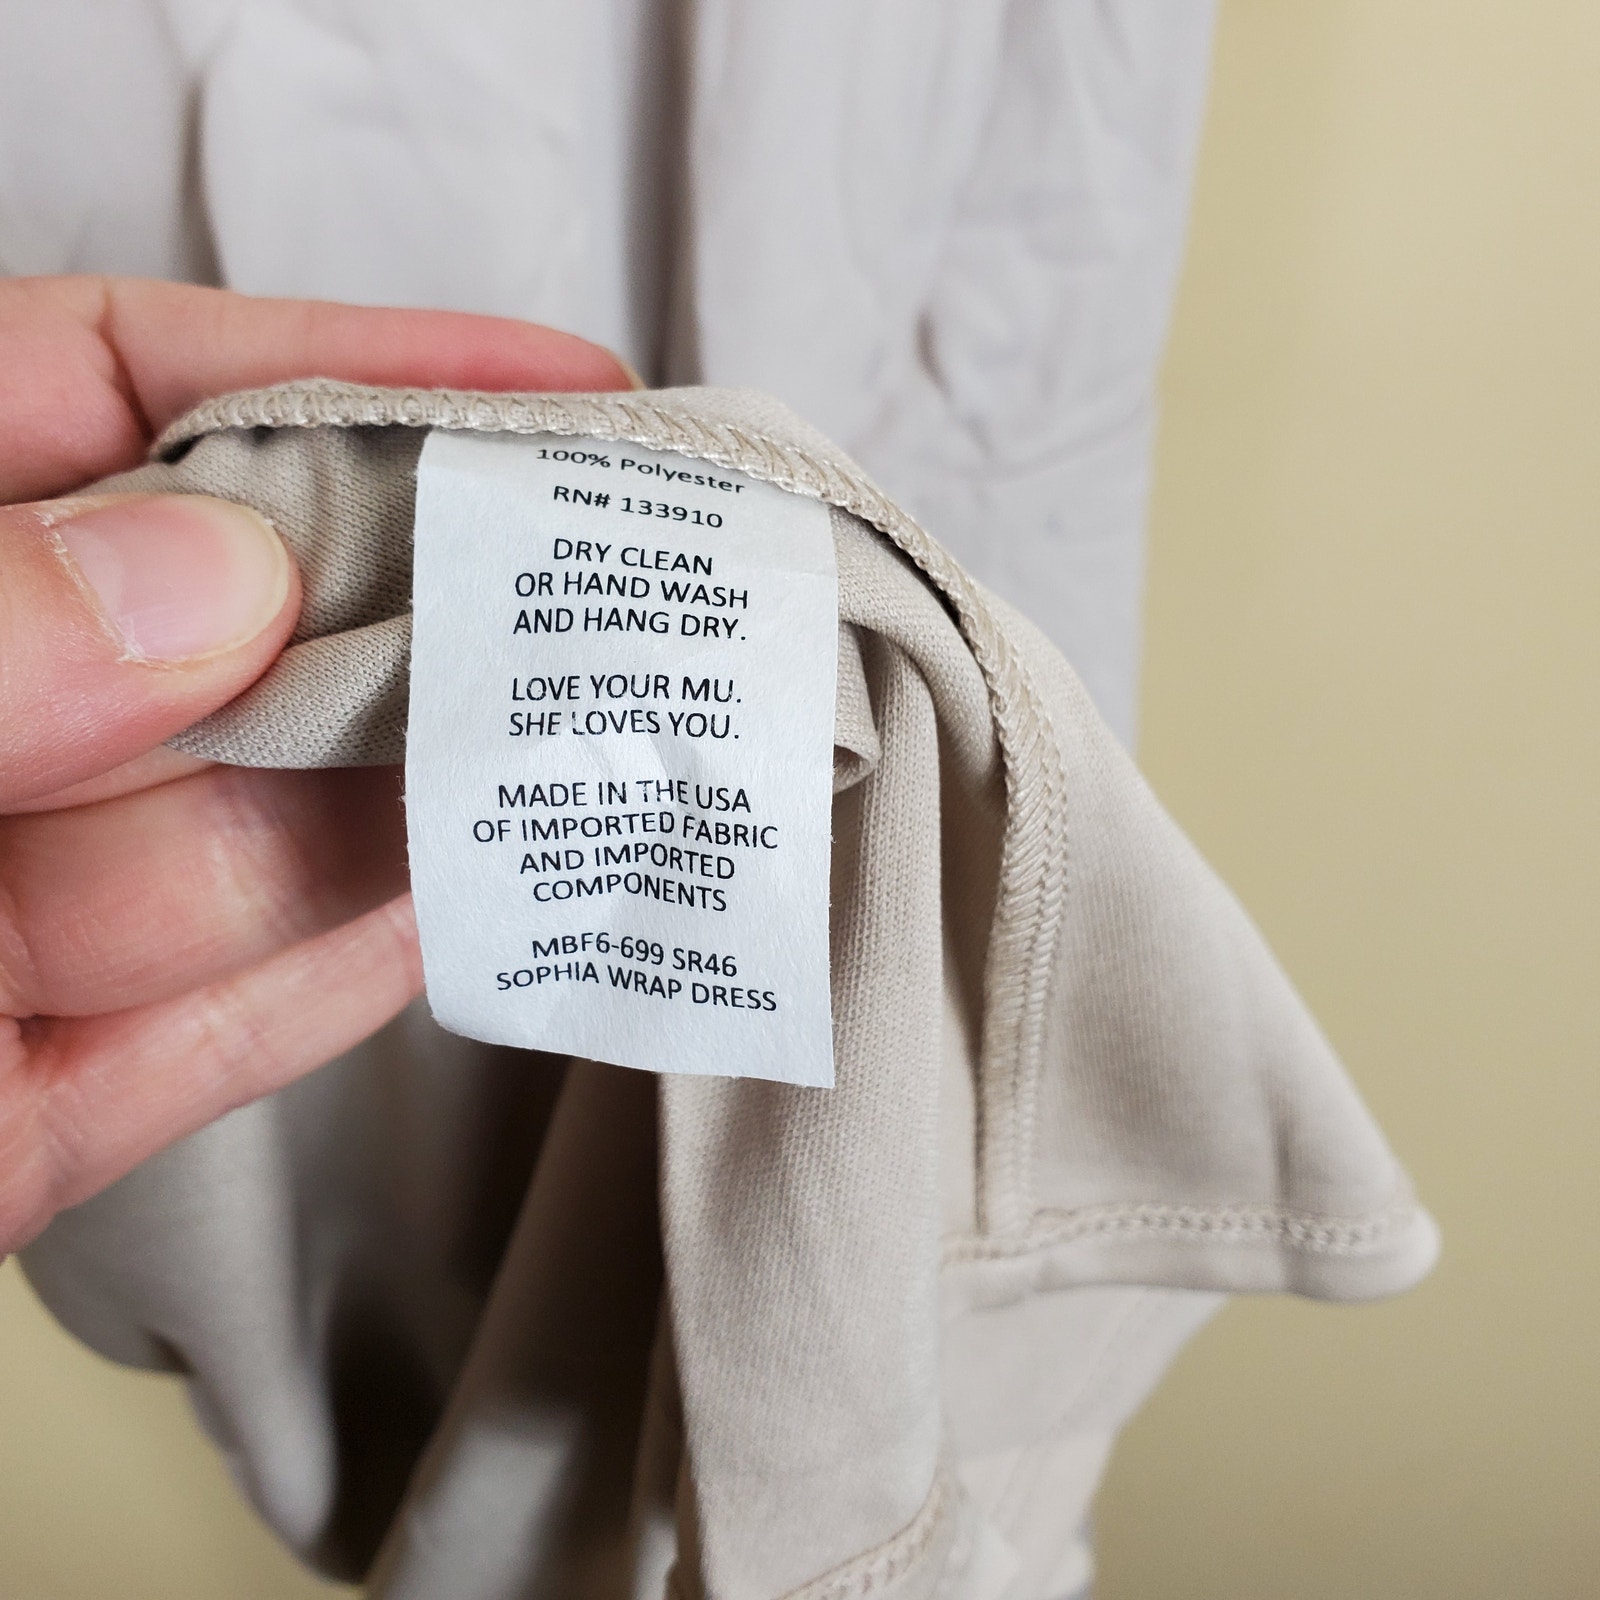 100% Polyester
RN# 133910
DRY CLEAN
OR HAND WASH
AND HANG DRY.
LOVE YOUR MU.
SHE LOVES YOU.
MADE IN THE USA
OF IMPORTED FABRIC
AND IMPORTED
COMPONENTS
MBF6-699 SR46
SOPHIA WRAP DRESS